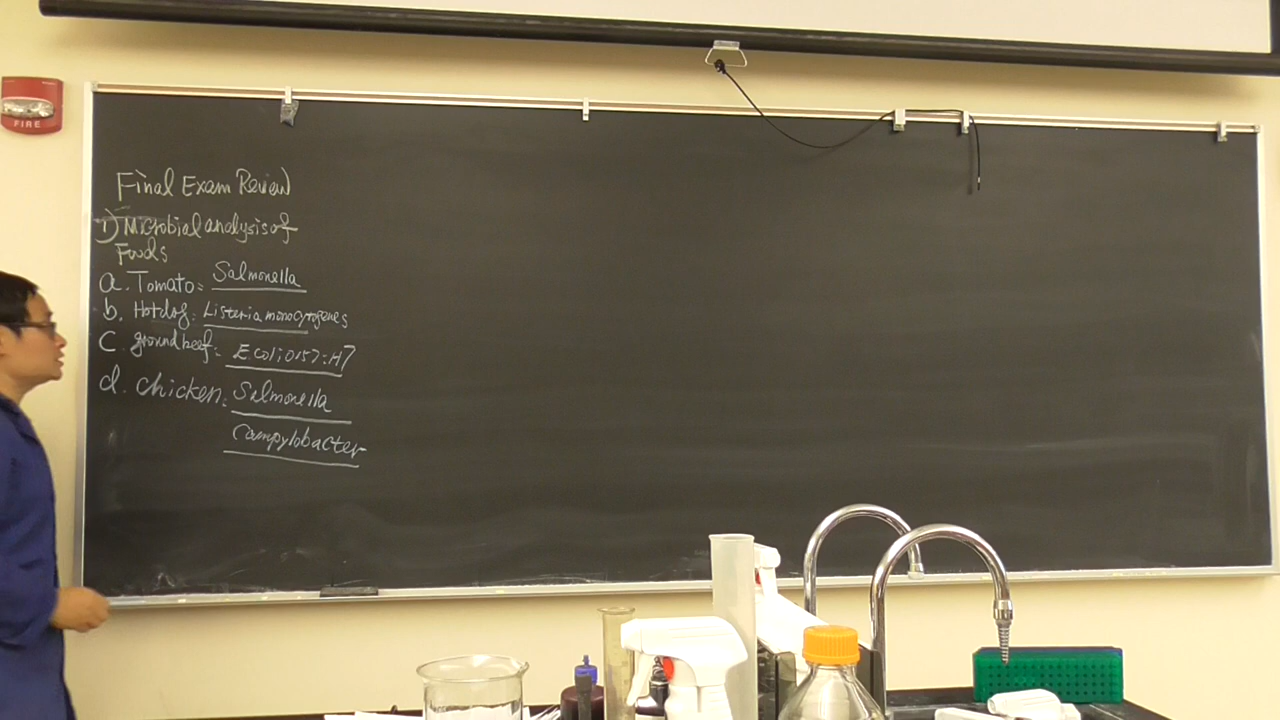 FIRE
Final Exam Review
1) Microbial analysis of
Foods
a. Tomato: Salmonella
b. Hotdog: Listeria monocytogenes
c. ground beef: E.coli O157:H7
d. chicken: Salmonella
Campylobacter